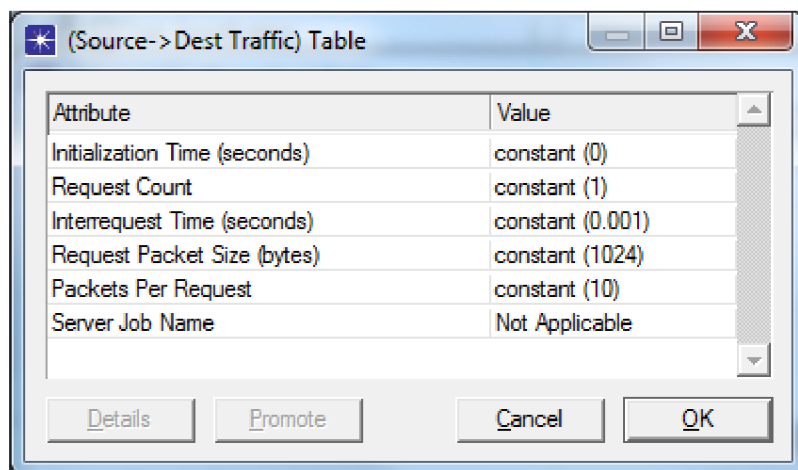 (Source->Dest Traffic) Table
Attribute Value
Initialization Time (seconds) constant (0)
Request Count constant (1)
Interrequest Time (seconds) constant (0.001)
Request Packet Size (bytes) constant (1024)
Packets Per Request constant (10)
Server Job Name Not Applicable
Details Promote Cancel OK